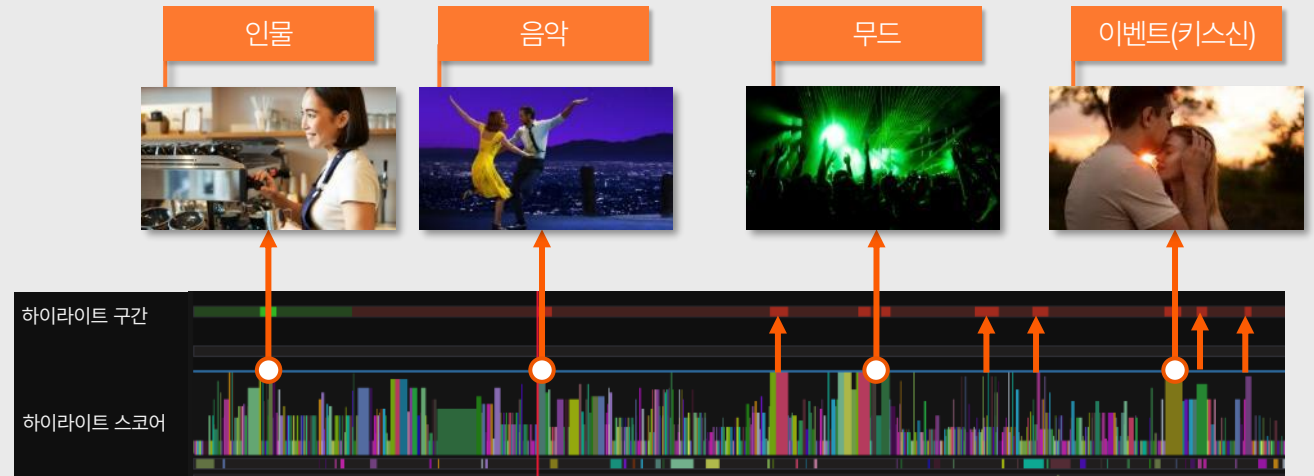 인물
음악
무드
이벤트(키스신)
하이라이트 구간
하이라이트 스코어